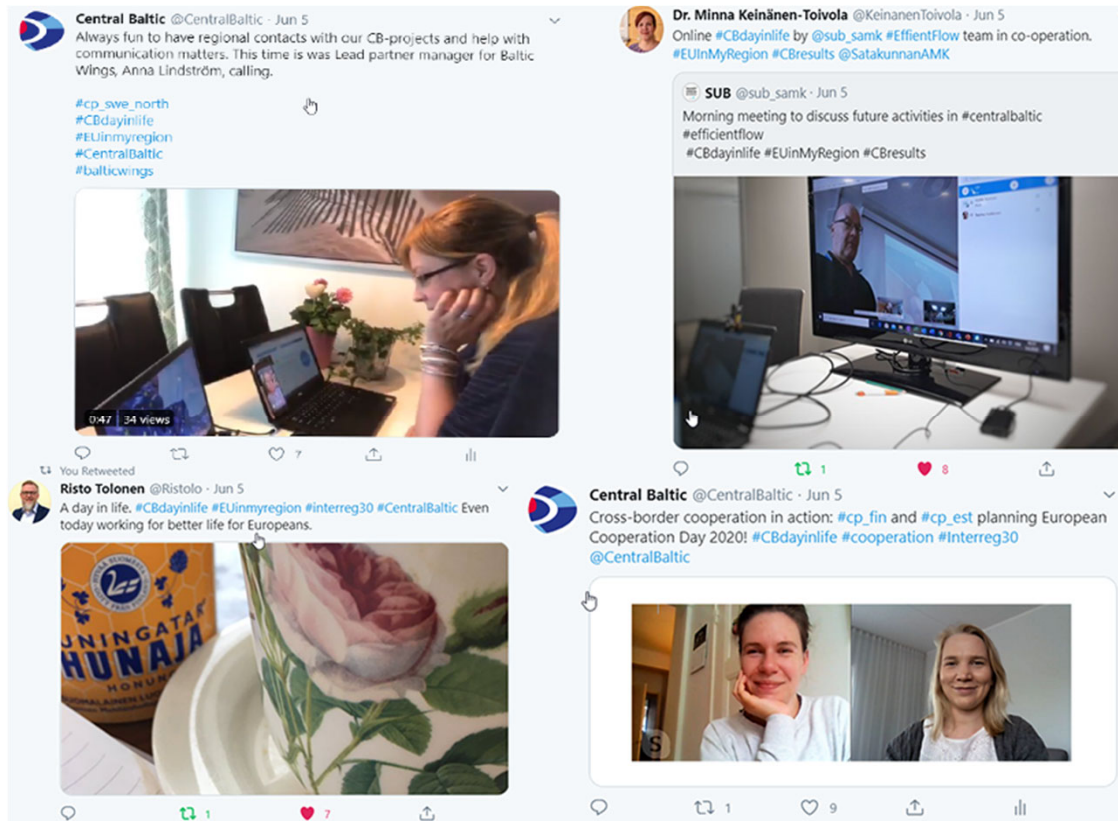 Central Baltic @CentralBaltic · Jun 5
Always fun to have regional contacts with our CB-projects and help with
communication matters. This time is was Lead partner manager for Baltic
Wings, Anna Lindström, calling.
#cp_swe_north
#CBdayinlife
#EUinmyregion
#CentralBaltic
#balticwings
0:47 34 views
7
Dr. Minna Keinänen-Toivola @KeinanenToivola · Jun 5
Online #CBdayinlife by @sub_samk #EffientFlow team in co-operation.
#EUInMyRegion #CBresults @SatakunnanAMK
SUB @sub_samk · Jun 5
Morning meeting to discuss future activities in #centralbaltic
#efficientflow
#CBdayinlife #EUinMyRegion #CBresults
1 8
You Retweeted
Risto Tolonen @Ristolo · Jun 5
A day in life. #CBdayinlife #EUinmyregion #interreg30 #CentralBaltic Even
today working for better life for Europeans.
UNINGATAR
HUNAJA
HONUNG
1 7
Central Baltic @CentralBaltic · Jun 5
Cross-border cooperation in action: #cp_fin and #cp_est planning European
Cooperation Day 2020! #CBdayinlife #cooperation #Interreg30
@CentralBaltic
S
1 9